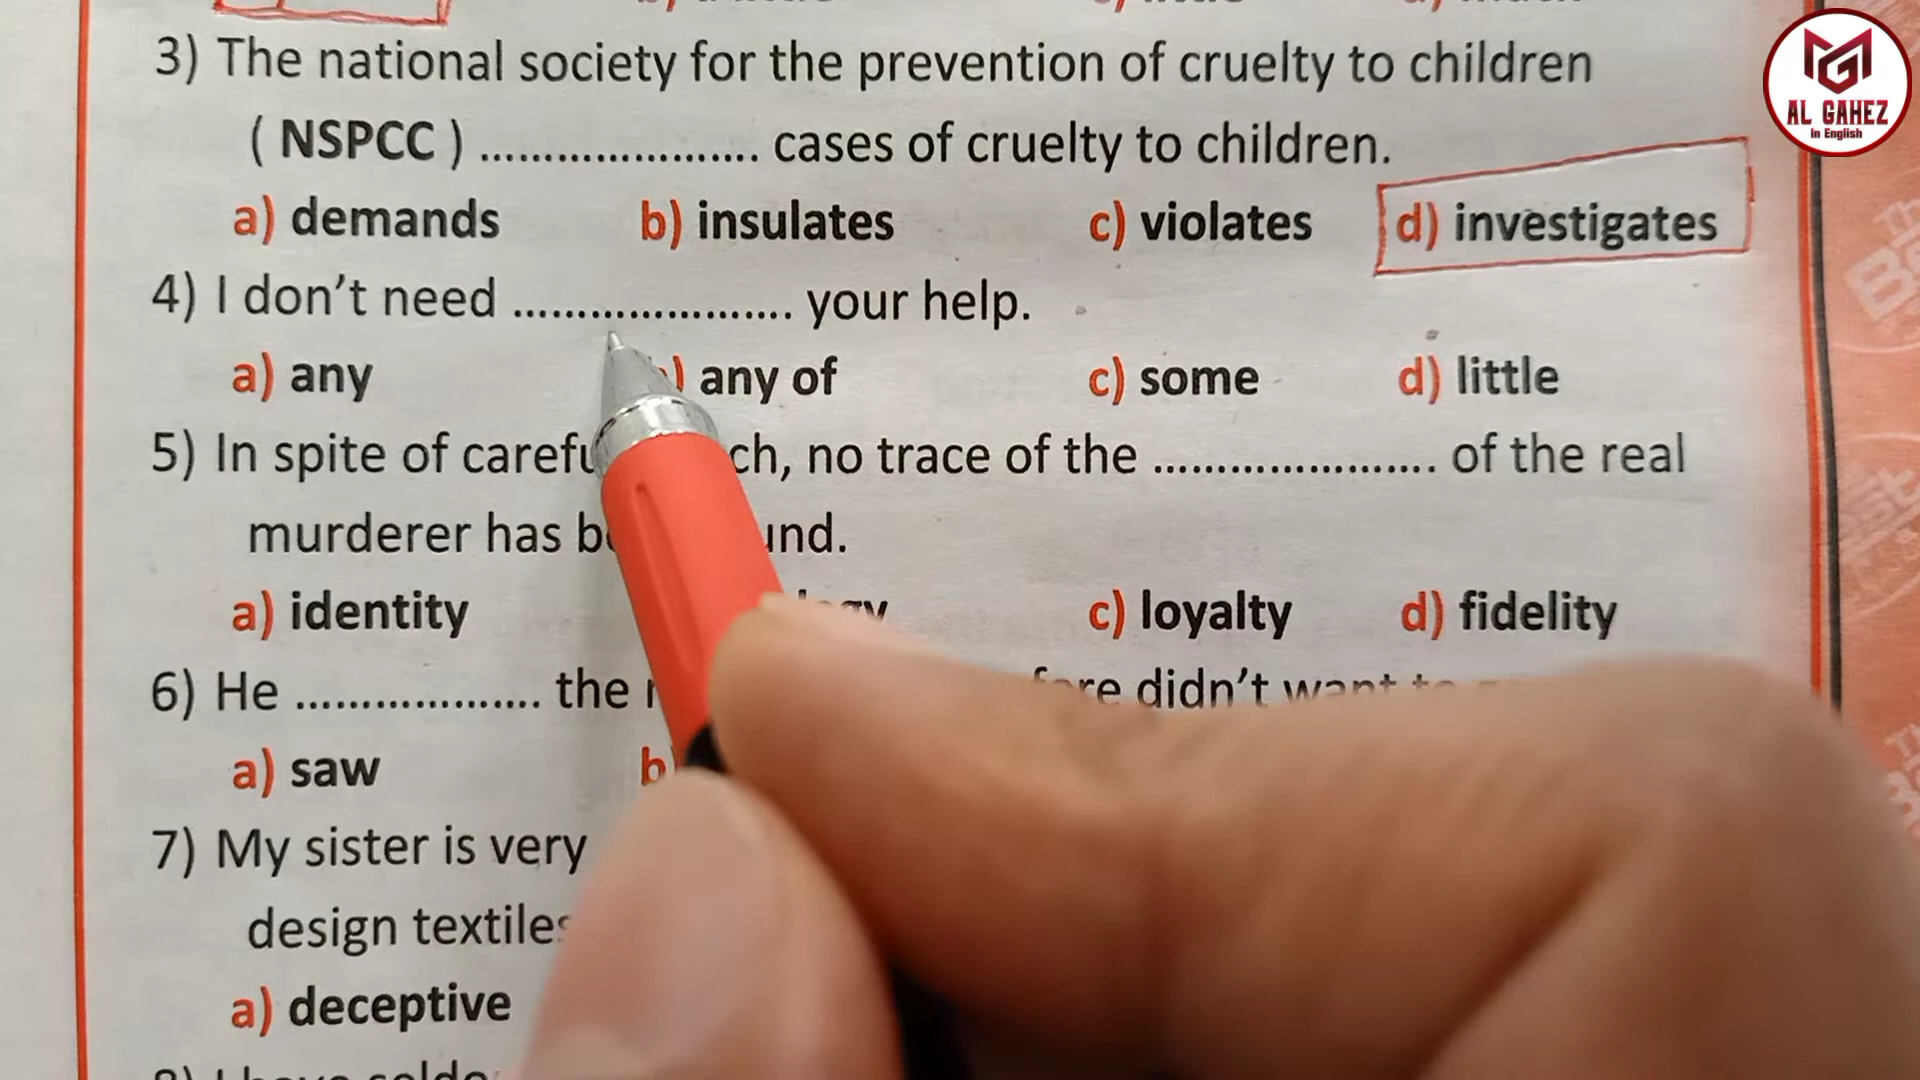 3) The national society for the prevention of cruelty to children
( NSPCC ) ...................... cases of cruelty to children.
a) demands b) insulates c) violates d) investigates
4) I don't need ...................... your help.
a) any b) any of c) some d) little
5) In spite of no trace of the ...................... of the real
murderer has
a) identity c) loyalty d) fidelity
6) He ................... the didn't want
a) saw b)
7) My sister is very
design textiles
a) deceptive
8) I have
AL GAHEZ
in English